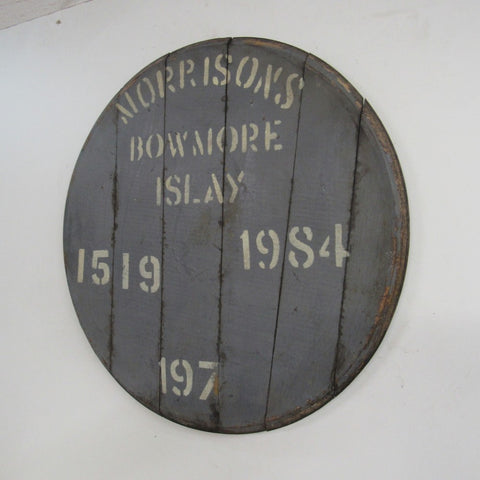 MORRISONS
BOWMORE
ISLAY
1519 1984
197